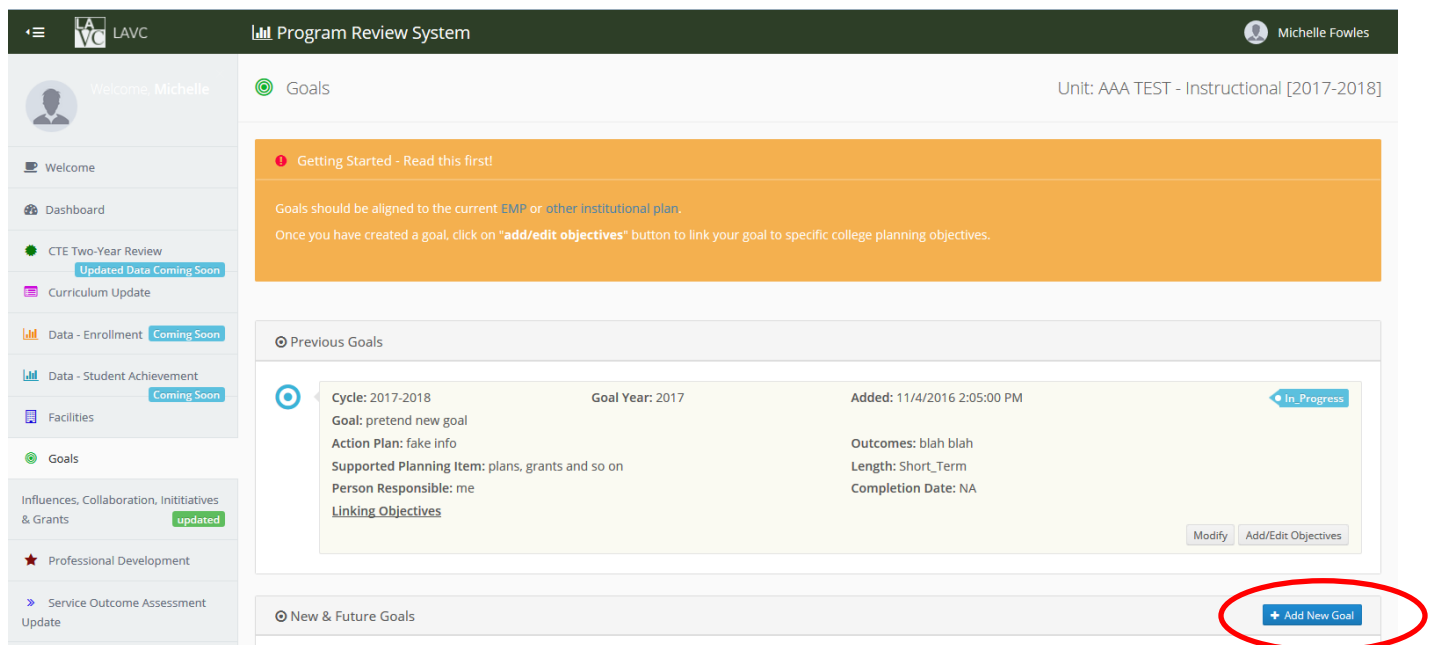 LAVC LAVC Program Review System Michelle Fowles
Welcome, Michelle
Goals Unit: AAA TEST - Instructional [2017-2018]
Welcome
Dashboard
CTE Two-Year Review
Updated Data Coming Soon
Curriculum Update
Data - Enrollment Coming Soon
Data - Student Achievement
Coming Soon
Facilities
Goals
Influences, Collaboration, Inititiatives
& Grants updated
Professional Development
Service Outcome Assessment
Update
Getting Started - Read this first!
Goals should be aligned to the current EMP or other institutional plan.
Once you have created a goal, click on "add/edit objectives" button to link your goal to specific college planning objectives.
Previous Goals
Cycle: 2017-2018 Goal Year: 2017 Added: 11/4/2016 2:05:00 PM In_Progress
Goal: pretend new goal
Action Plan: fake info Outcomes: blah blah
Supported Planning Item: plans, grants and so on Length: Short_Term
Person Responsible: me Completion Date: NA
Linking Objectives
Modify Add/Edit Objectives
New & Future Goals + Add New Goal